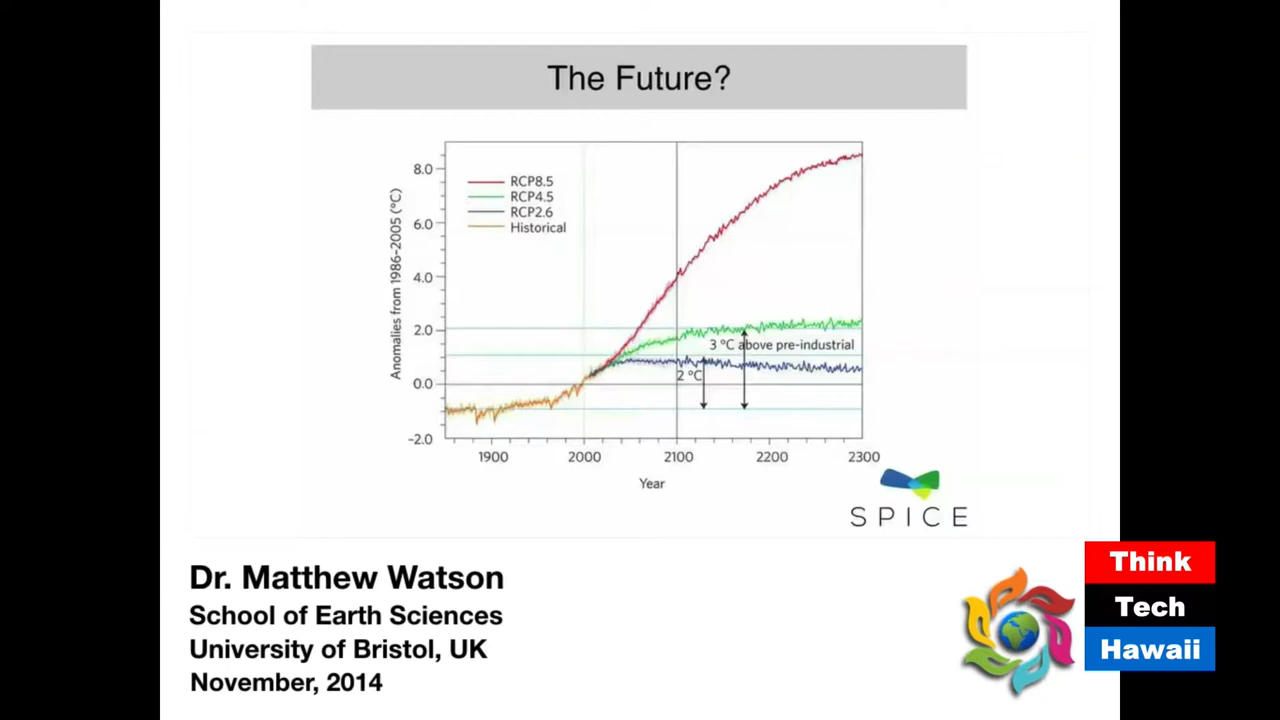 The Future?
8.0
6.0
4.0
2.0
0.0
-2.0
Anomalies from 1986-2005 (°C)
RCP8.5
RCP4.5
RCP2.6
Historical
3 °C above pre-industrial
2 °C
1900
2000
2100
2200
2300
Year
SPICE
Dr. Matthew Watson
School of Earth Sciences
University of Bristol, UK
November, 2014
Think
Tech
Hawaii